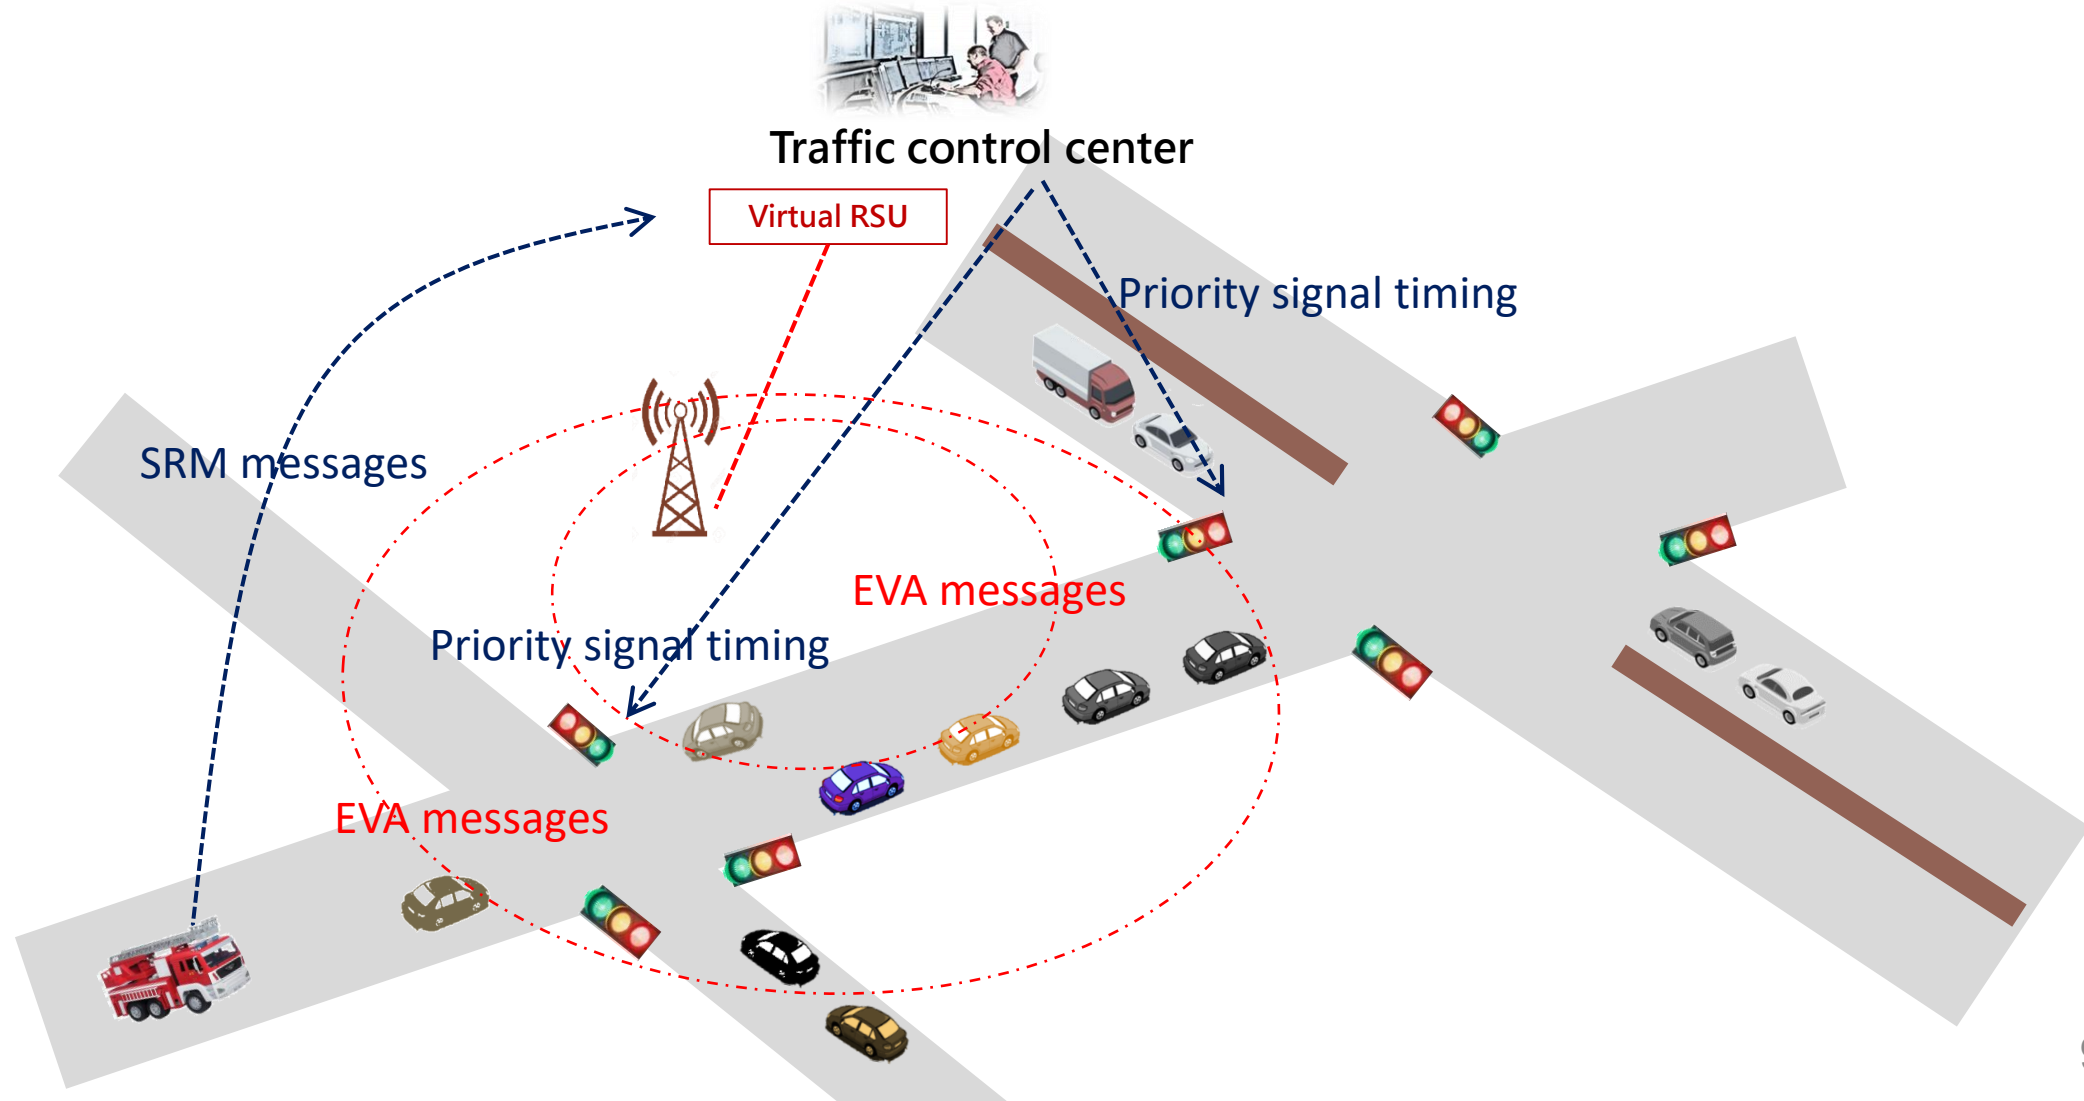 Traffic control center
Virtual RSU
Priority signal timing
SRM messages
EVA messages
Priority signal timing
EVA messages